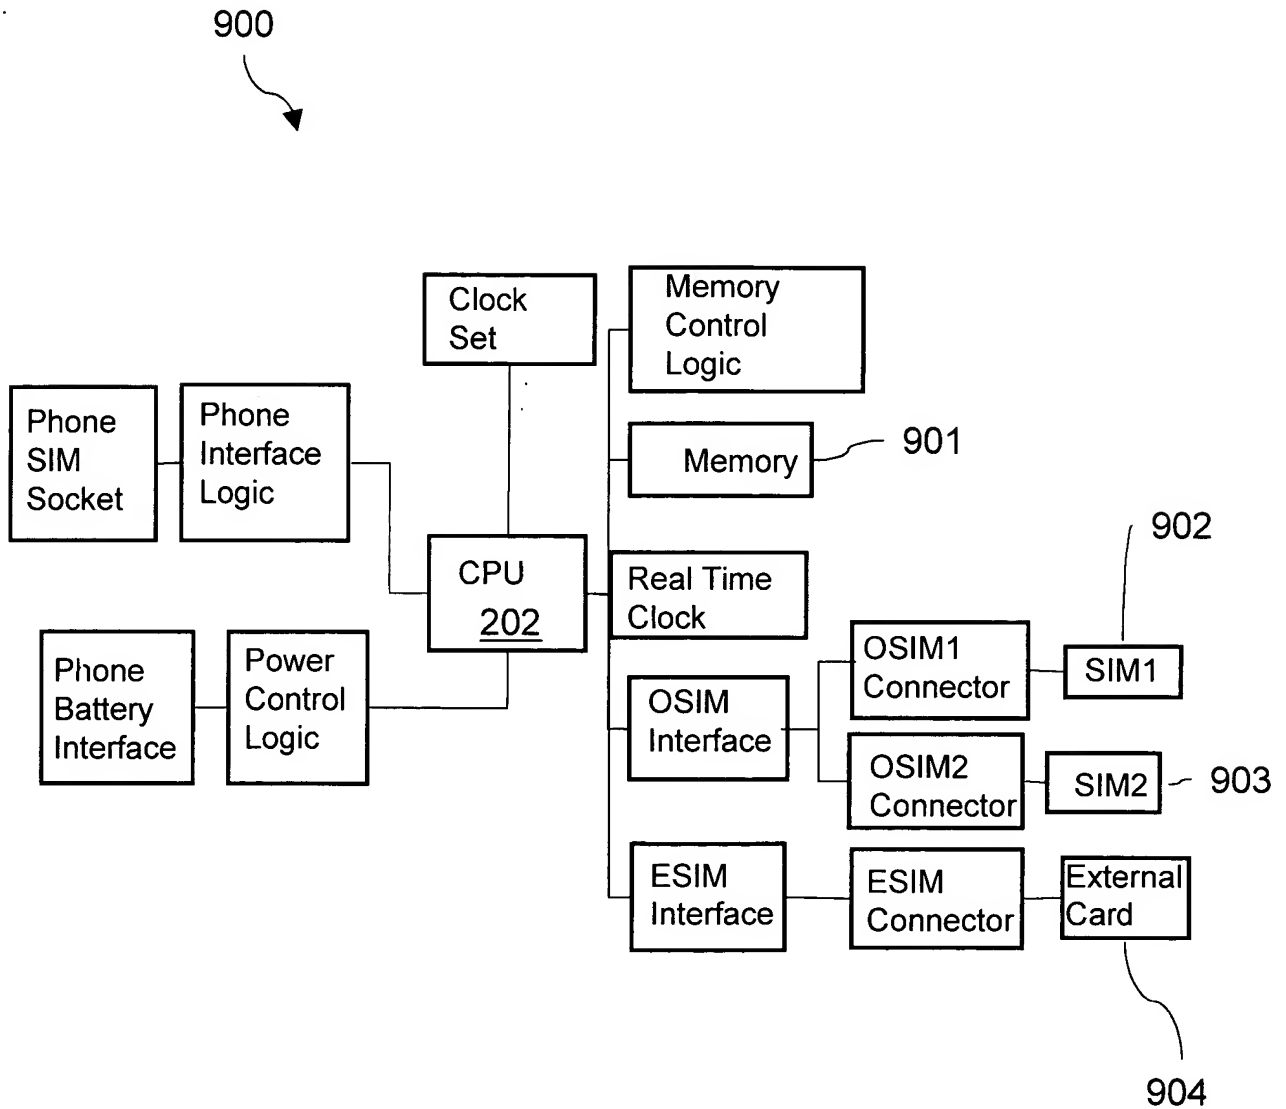 900
Clock
Set
Memory
Control
Logic
Phone
SIM
Socket
Phone
Interface
Logic
Memory
901
902
CPU
202
Real Time
Clock
Phone
Battery
Interface
Power
Control
Logic
OSIM
Interface
OSIM1
Connector
SIM1
OSIM2
Connector
SIM2
903
ESIM
Interface
ESIM
Connector
External
Card
904